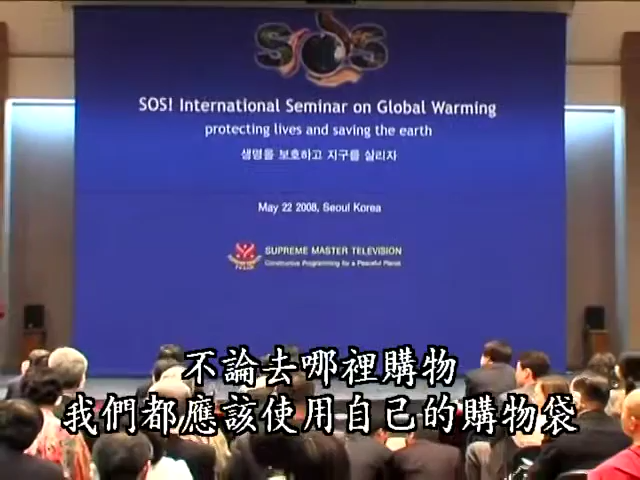 SOS
SOS! International Seminar on Global Warming
protecting lives and saving the earth
생명을 보호하고 지구를 살리자
May 22 2008, Seoul Korea
SUPREME MASTER TELEVISION
Constructive Programming for a Peaceful Planet
不論去哪裡購物
我們都應該使用自己的購物袋